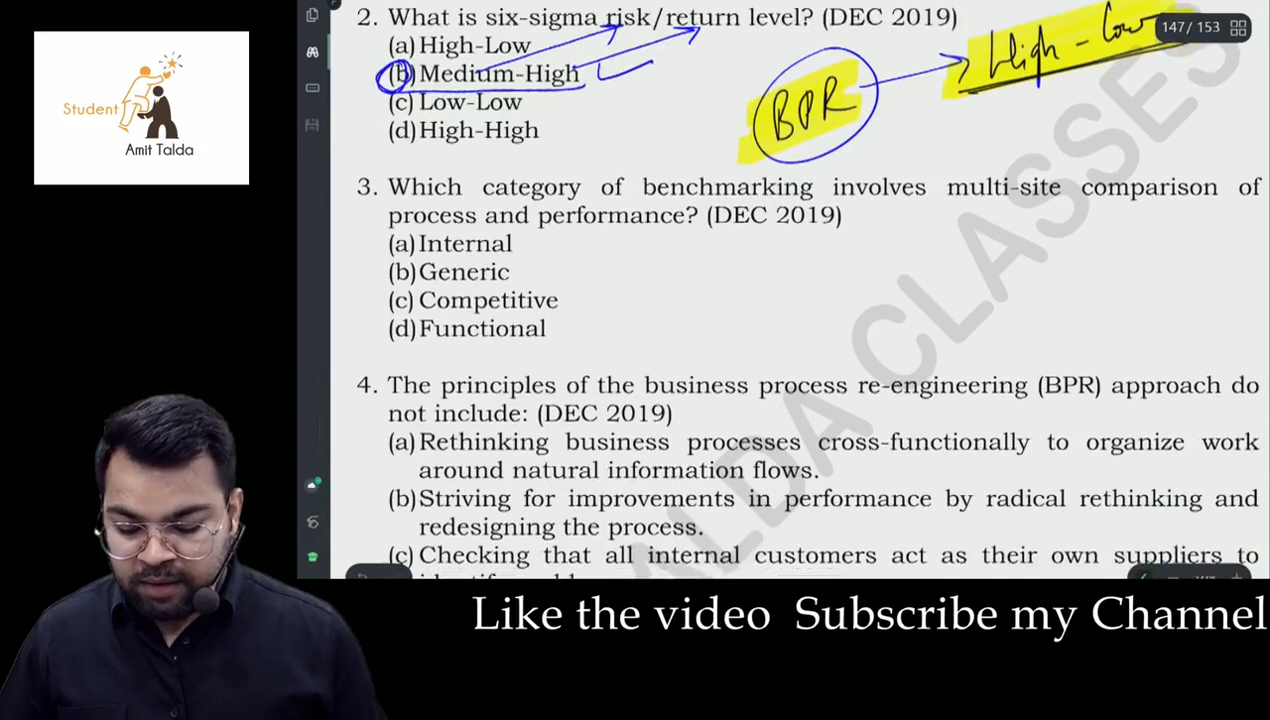 2. What is six-sigma risk/return level? (DEC 2019)
147/ 153
High - Low
(a) High-Low
(b) Medium-High
BPR
(c) Low-Low
(d) High-High
Student
Amit Talda
3. Which category of benchmarking involves multi-site comparison of
process and performance? (DEC 2019)
(a) Internal
(b) Generic
(c) Competitive
(d) Functional
4. The principles of the business process re-engineering (BPR) approach do
not include: (DEC 2019)
(a) Rethinking business processes cross-functionally to organize work
around natural information flows.
(b) Striving for improvements in performance by radical rethinking and
redesigning the process.
(c) Checking that all internal customers act as their own suppliers to
TALDA CLASSES
Like the video Subscribe my Channel